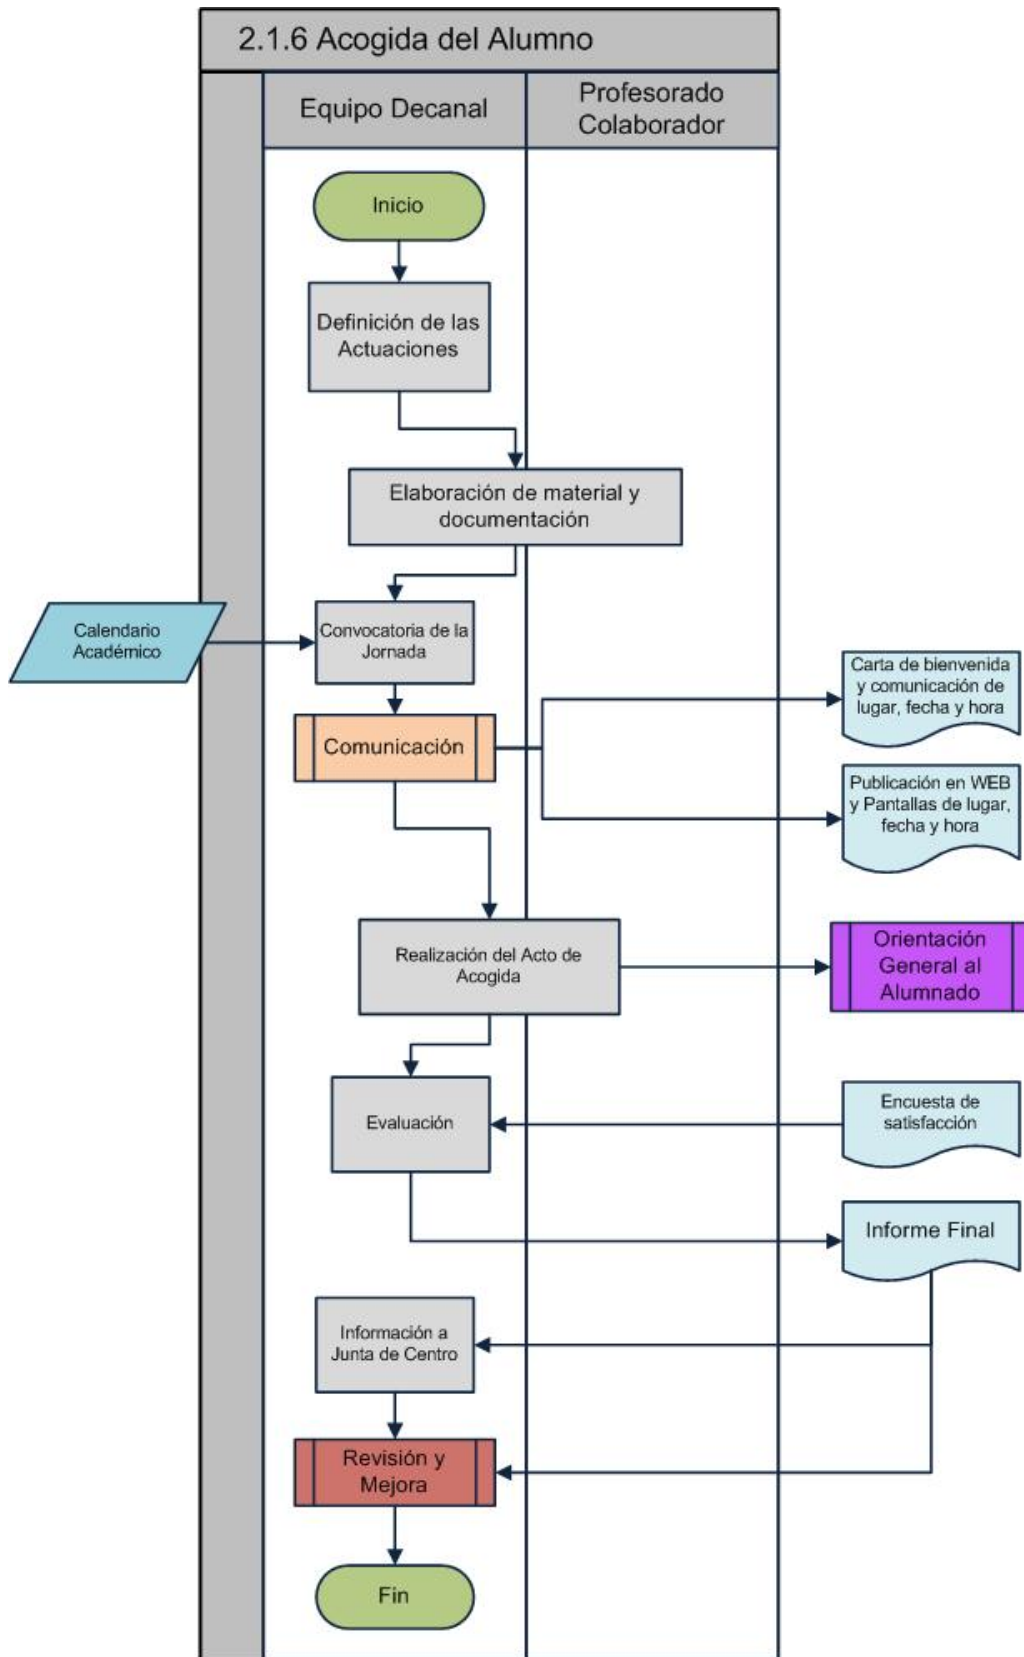 2.1.6 Acogida del Alumno
Equipo Decanal
Profesorado
Colaborador
Inicio
Definición de las
Actuaciones
Elaboración de material y
documentación
Calendario
Académico
Convocatoria de la
Jornada
Carta de bienvenida
y comunicación de
lugar, fecha y hora
Comunicación
Publicación en WEB
y Pantallas de lugar,
fecha y hora
Realización del Acto de
Acogida
Orientación
General al
Alumnado
Evaluación
Encuesta de
satisfacción
Informe Final
Información a
Junta de Centro
Revisión y
Mejora
Fin